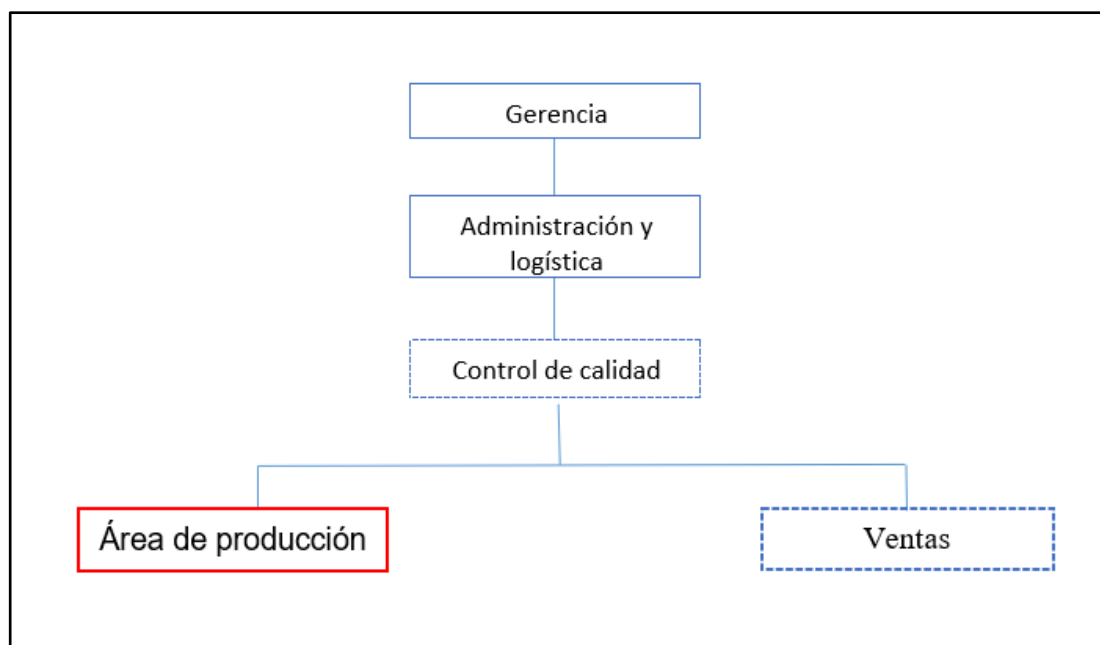 Gerencia
Administración y
logística
Control de calidad
Área de producción
Ventas